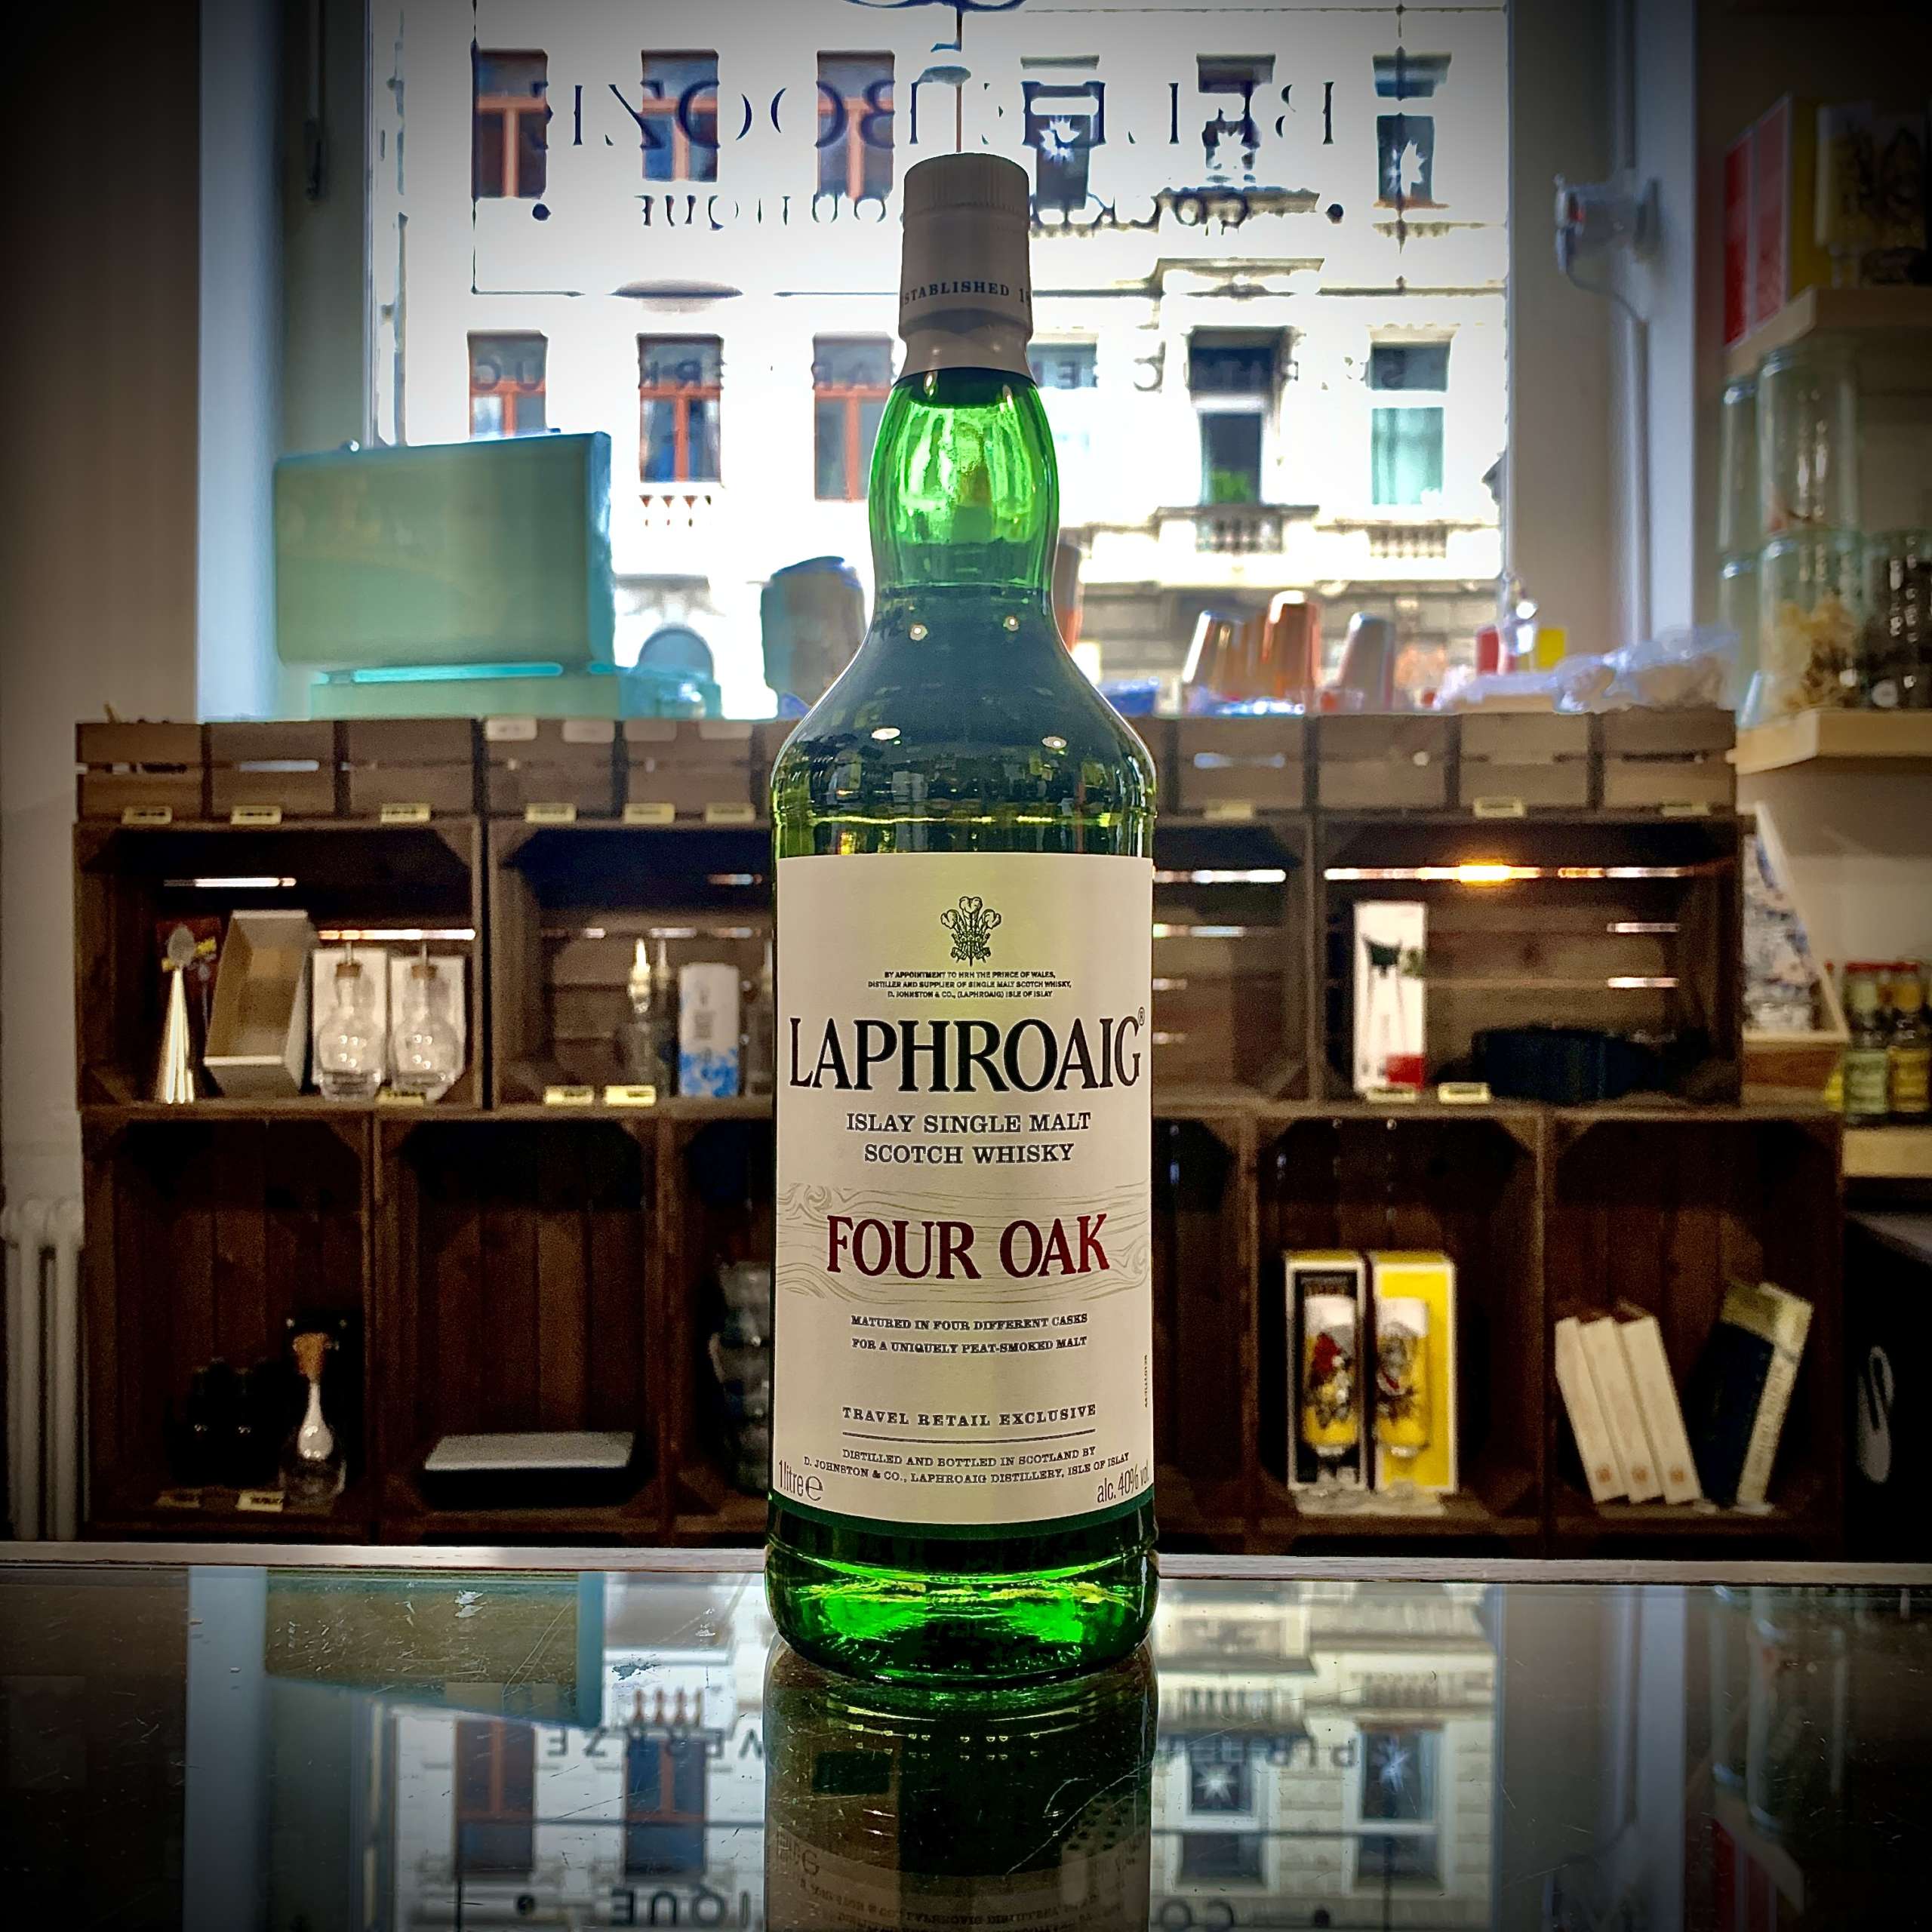 ESTABLISHED
BY APPOINTMENT TO HRH THE PRINCE OF WALES,
DISTILLER AND SUPPLIER OF SINGLE MALT SCOTCH WHISKY,
D. JOHNSTON & CO., (LAPHROAIG) ISLE OF ISLAY
LAPHROAIG®
ISLAY SINGLE MALT
SCOTCH WHISKY
FOUR OAK
MATURED IN FOUR DIFFERENT CASKS
FOR A UNIQUELY PEAT-SMOKED MALT
TRAVEL RETAIL EXCLUSIVE
DISTILLED AND BOTTLED IN SCOTLAND BY
D. JOHNSTON & CO., LAPHROAIG DISTILLERY, ISLE OF ISLAY
1 litre ℮
alc. 40% vol